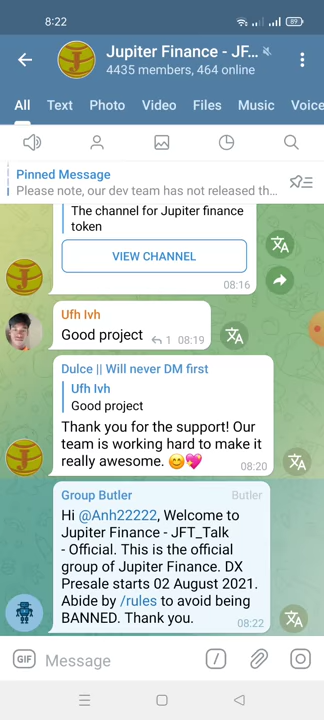 8:22
89
Jupiter Finance - JF...
4435 members, 464 online
All Text Photo Video Files Music Voice
Pinned Message
Please note, our dev team has not released th...
The channel for Jupiter finance
token
VIEW CHANNEL
08:16
Ufh Ivh
Good project
1 08:19
Dulce || Will never DM first
Ufh Ivh
Good project
Thank you for the support! Our
team is working hard to make it
really awesome. 😊💖
08:20
Group Butler Butler
Hi @Anh22222, Welcome to
Jupiter Finance - JFT_Talk
- Official. This is the official
group of Jupiter Finance. DX
Presale starts 02 August 2021.
Abide by /rules to avoid being
BANNED. Thank you.
08:22
GIF Message